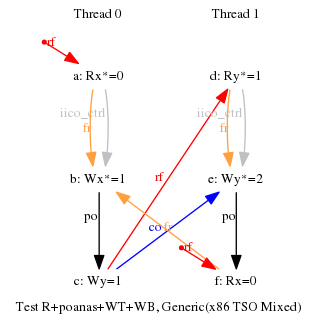 Thread 0 Thread 1
rf
a: Rx*=0 d: Ry*=1
iico_ctrl iico_ctrl
fr fr
b: Wx*=1 rf e: Wy*=2
po po
co fr
rf
c: Wy=1 f: Rx=0
Test R+poanas+WT+WB, Generic(x86 TSO Mixed)